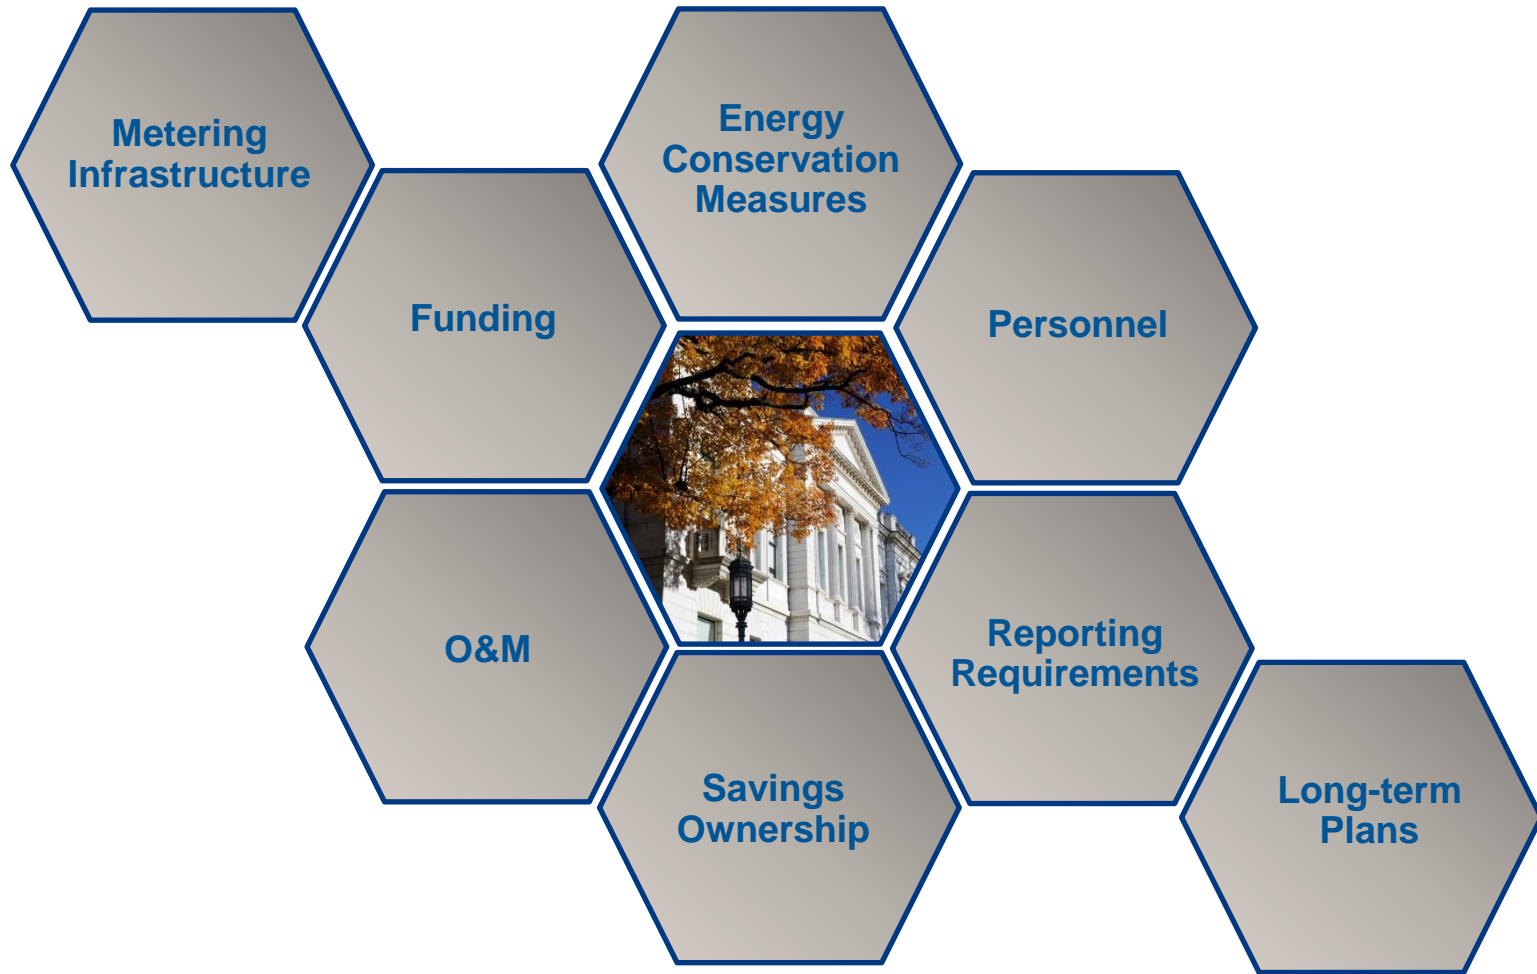 Metering
Infrastructure
Energy
Conservation
Measures
Funding
Personnel
O&M
Reporting
Requirements
Savings
Ownership
Long-term
Plans